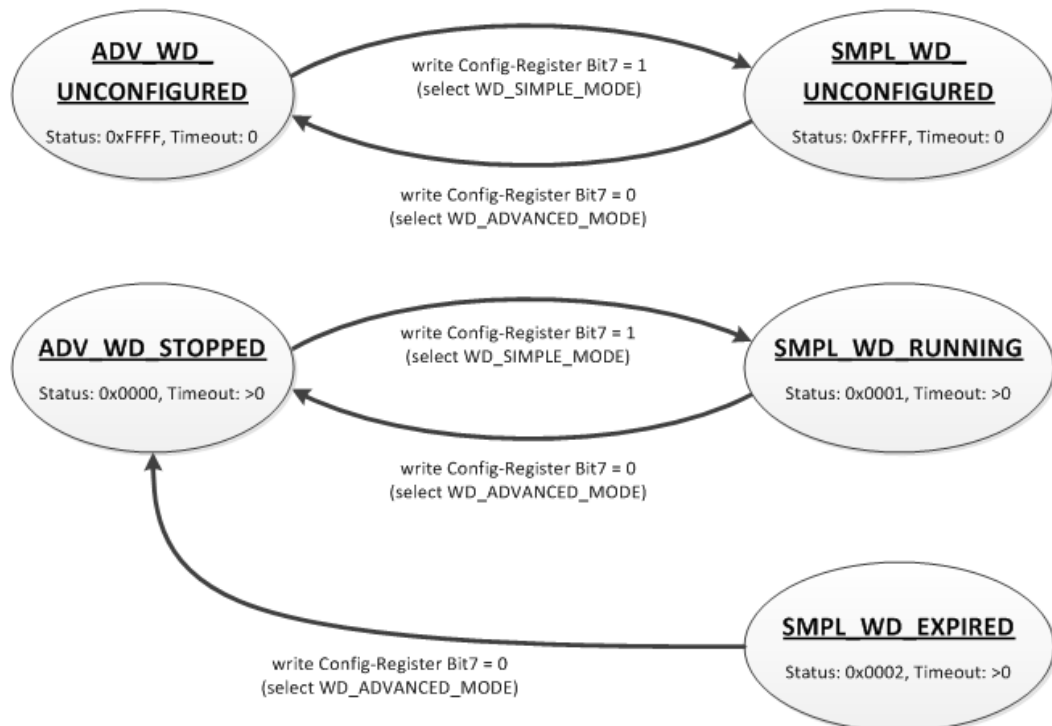 ADV_WD_
UNCONFIGURED
Status: 0xFFFF, Timeout: 0
write Config-Register Bit7 = 1
(select WD_SIMPLE_MODE)
SMPL_WD_
UNCONFIGURED
Status: 0xFFFF, Timeout: 0
write Config-Register Bit7 = 0
(select WD_ADVANCED_MODE)
ADV_WD_STOPPED
Status: 0x0000, Timeout: >0
write Config-Register Bit7 = 1
(select WD_SIMPLE_MODE)
SMPL_WD_RUNNING
Status: 0x0001, Timeout: >0
write Config-Register Bit7 = 0
(select WD_ADVANCED_MODE)
SMPL_WD_EXPIRED
Status: 0x0002, Timeout: >0
write Config-Register Bit7 = 0
(select WD_ADVANCED_MODE)